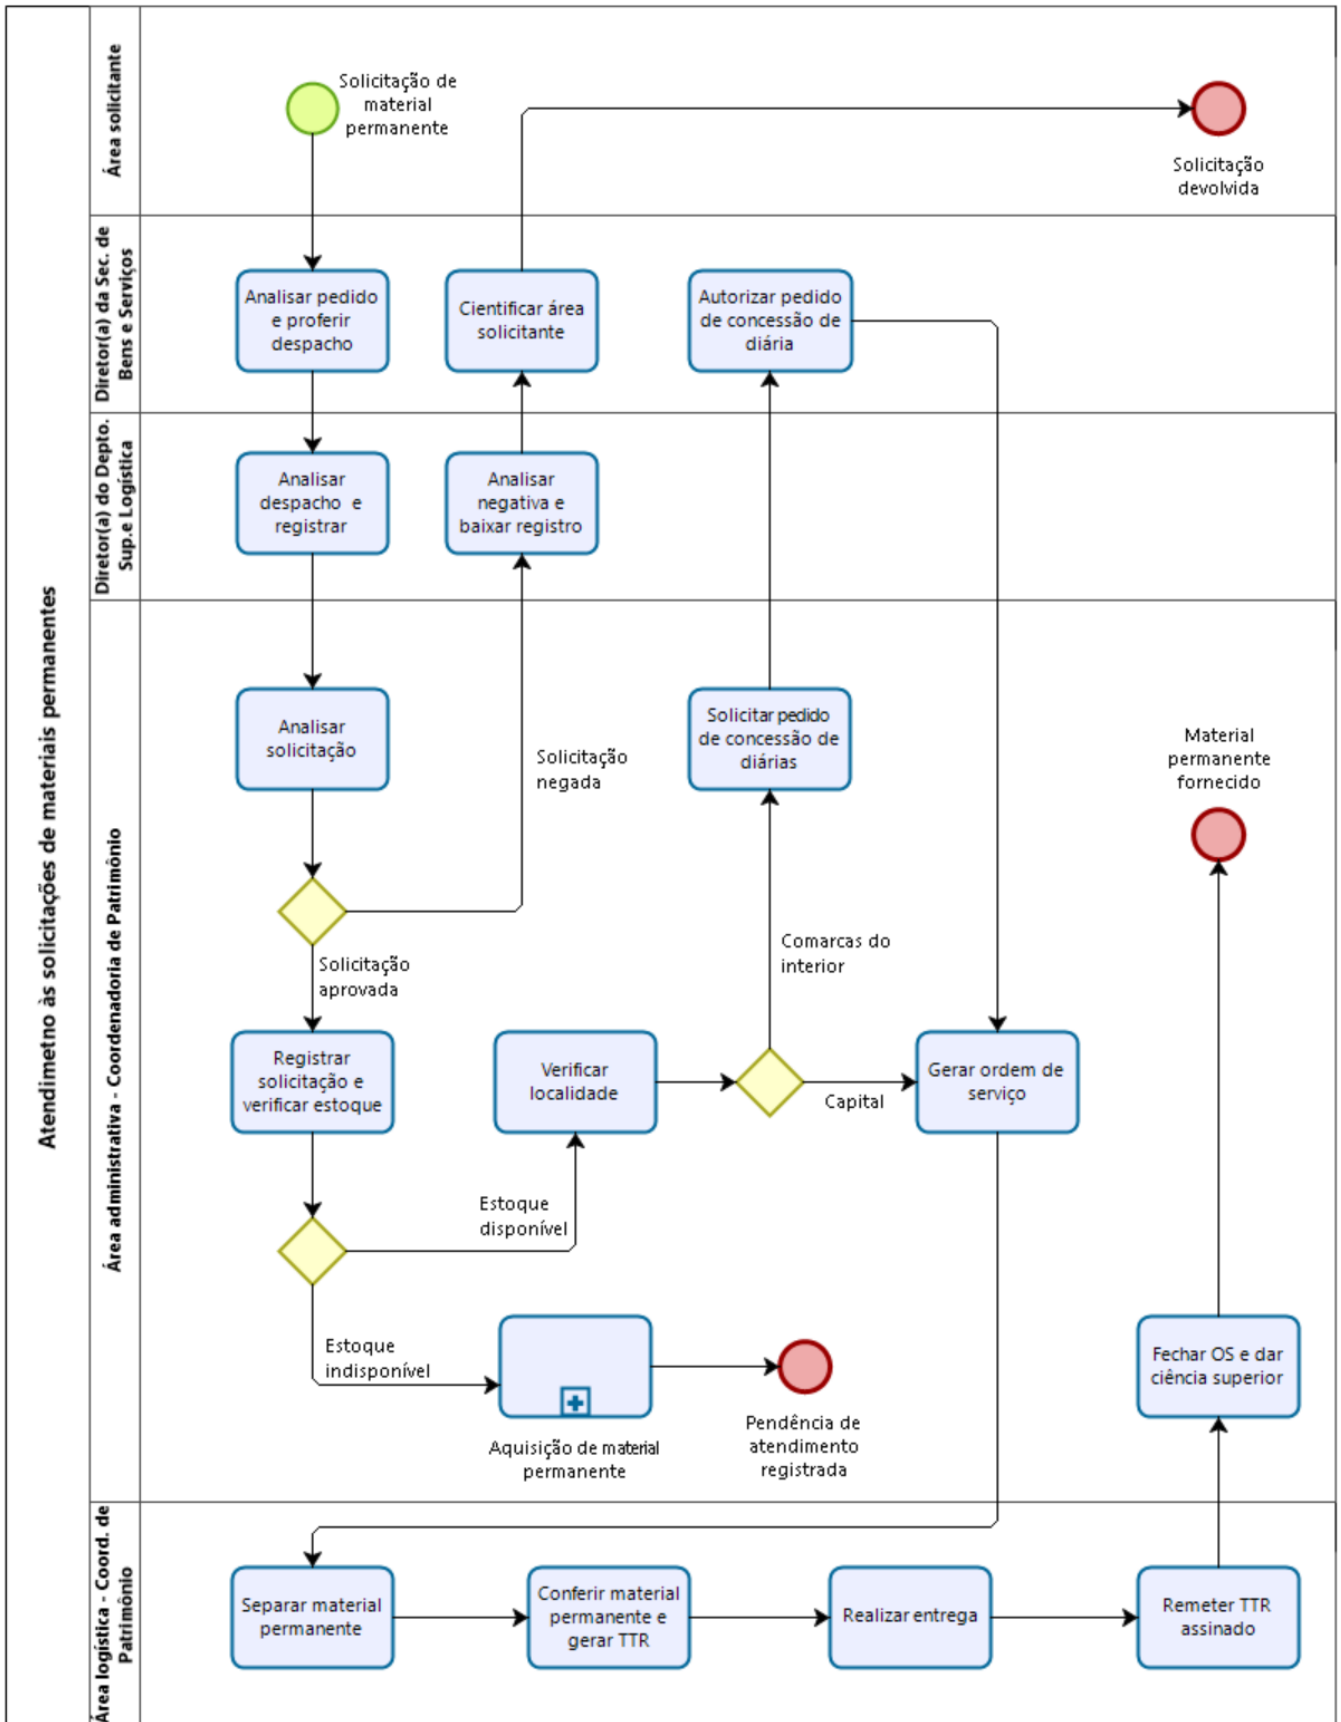 Atendimetno às solicitações de materiais permanentes
Área solicitante
Solicitação de
material
permanente
Solicitação
devolvida
Diretor(a) da Sec. de
Bens e Serviços
Analisar pedido
e proferir
despacho
Cientificar área
solicitante
Autorizar pedido
de concessão de
diária
Diretor(a) do Depto.
Sup.e Logística
Analisar
despacho e
registrar
Analisar
negativa e
baixar registro
Área administrativa - Coordenadoria de Patrimônio
Analisar
solicitação
Solicitação
negada
Solicitar pedido
de concessão de
diárias
Material
permanente
fornecido
Solicitação
aprovada
Comarcas do
interior
Registrar
solicitação e
verificar estoque
Verificar
localidade
Capital
Gerar ordem de
serviço
Estoque
disponível
Estoque
indisponível
Aquisição de material
permanente
Pendência de
atendimento
registrada
Fechar OS e dar
ciência superior
Área logística - Coord. de
Patrimônio
Separar material
permanente
Conferir material
permanente e
gerar TTR
Realizar entrega
Remeter TTR
assinado